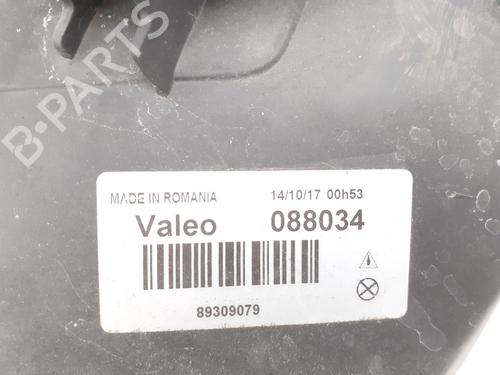 B-PARTS
MADE IN ROMANIA 14/10/17 00h53
Valeo 088034
89309079